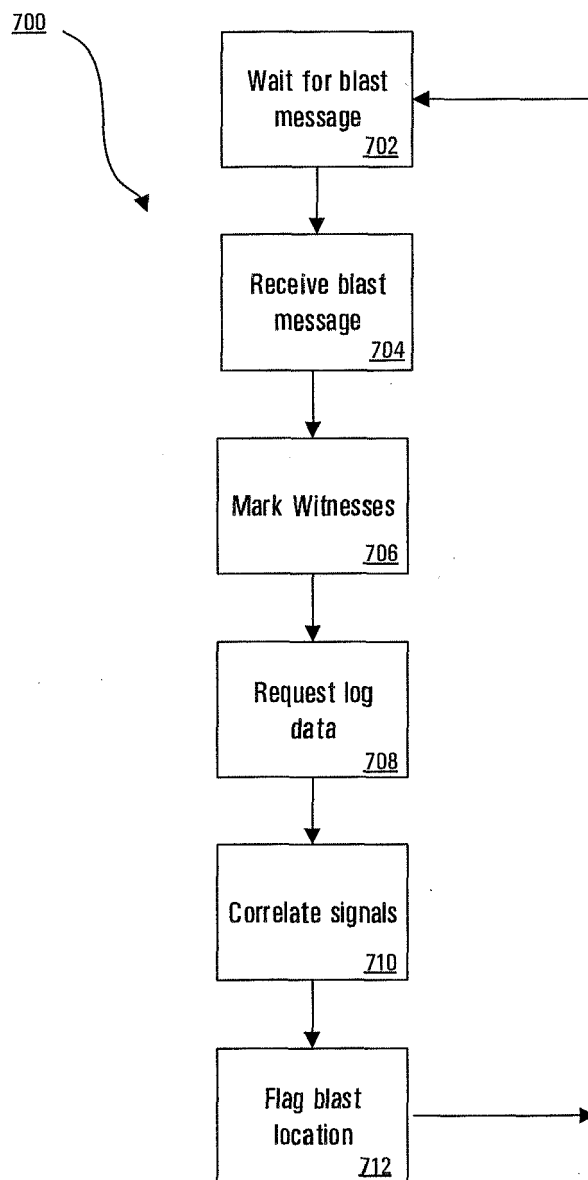 700
Wait for blast
message
702
Receive blast
message
704
Mark Witnesses
706
Request log
data
708
Correlate signals
710
Flag blast
location
712